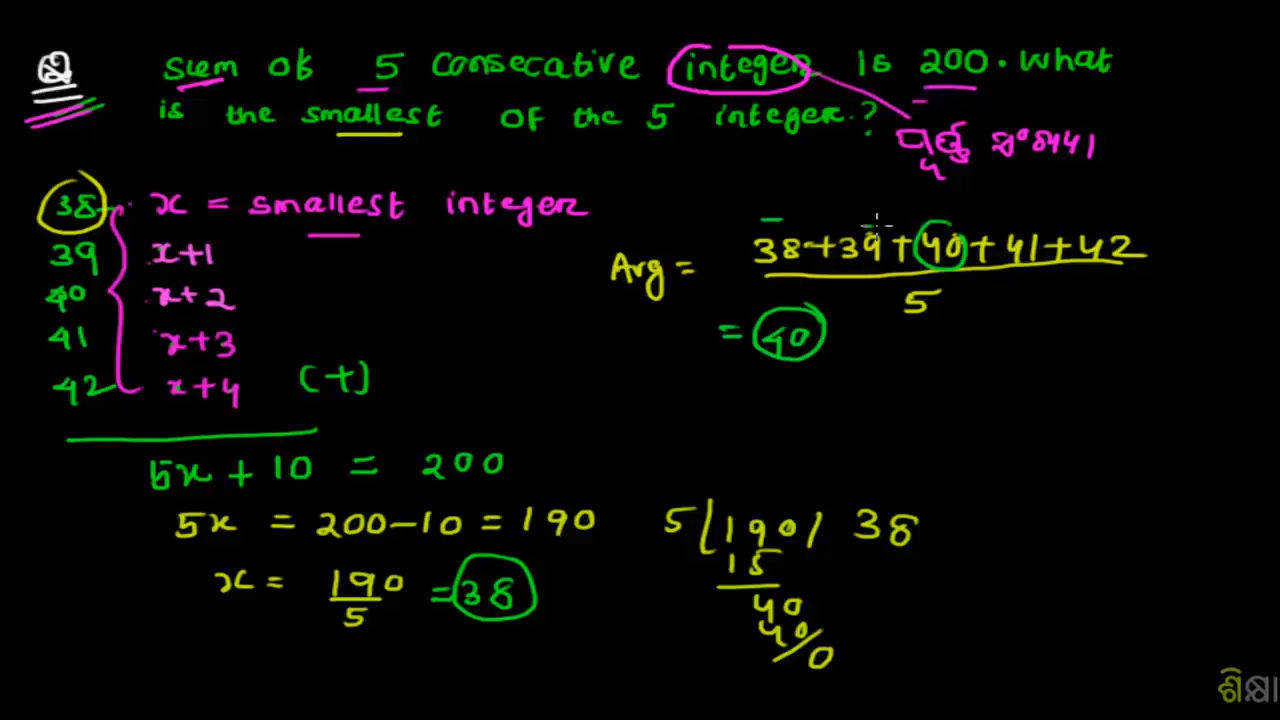 Sum of 5 consecative integer is 200. what
is the smallest of the 5 integer?
ପୂର୍ଣ୍ଣ ସଂଖ୍ୟା
38 x = smallest integer
39 x+1
40 x+2
41 x+3
42 x+4 (+)
5x + 10 = 200
5x = 200-10 = 190
x = 190/5 = 38
Arg = 38+39+40+41+42
5
= 40
5 ( 190 ) 38
15
40
40
0
ଶିକ୍ଷା